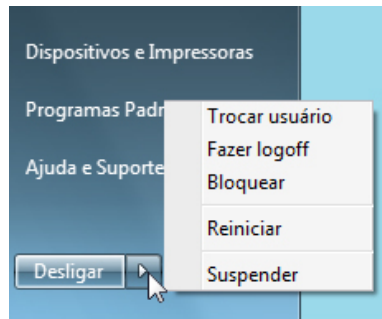 Dispositivos e Impressoras
Programas Padr
Ajuda e Suporte
Desligar
Trocar usuário
Fazer logoff
Bloquear
Reiniciar
Suspender